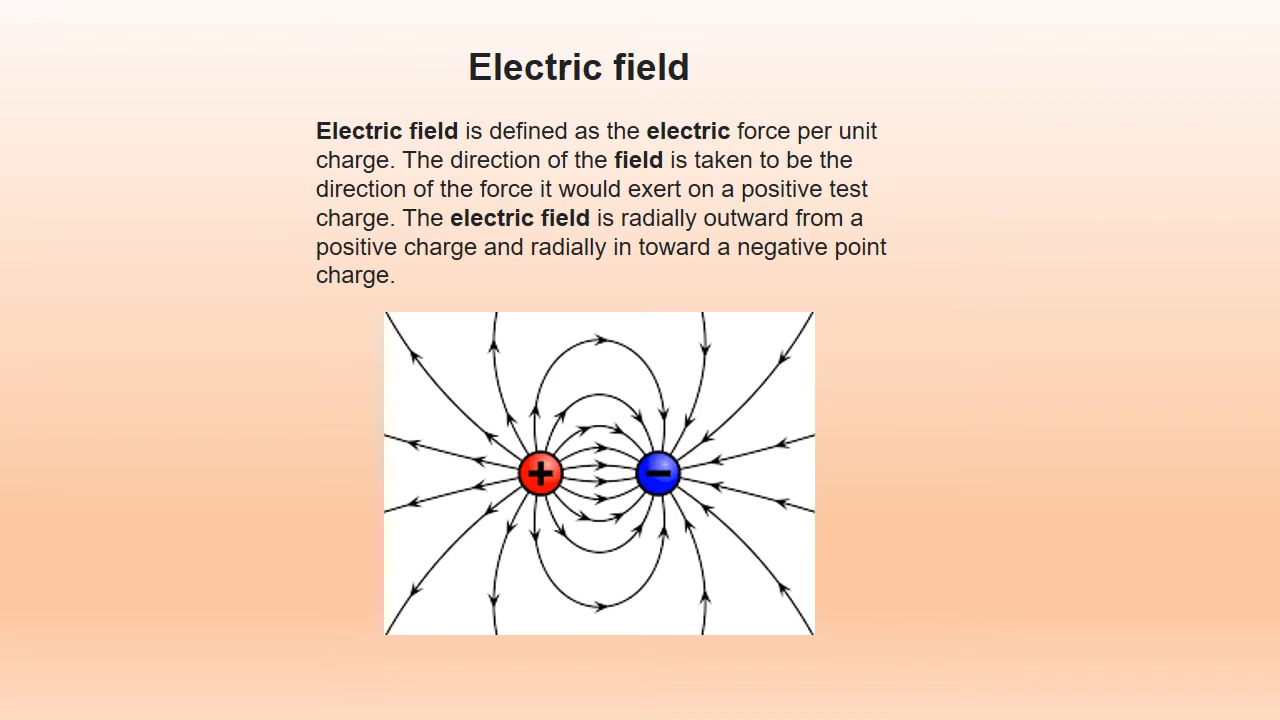 Electric field
Electric field is defined as the electric force per unit
charge. The direction of the field is taken to be the
direction of the force it would exert on a positive test
charge. The electric field is radially outward from a
positive charge and radially in toward a negative point
charge.
+ −